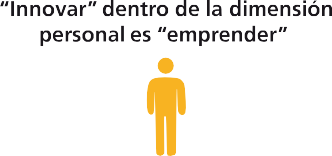 “Innovar” dentro de la dimensión
personal es “emprender”